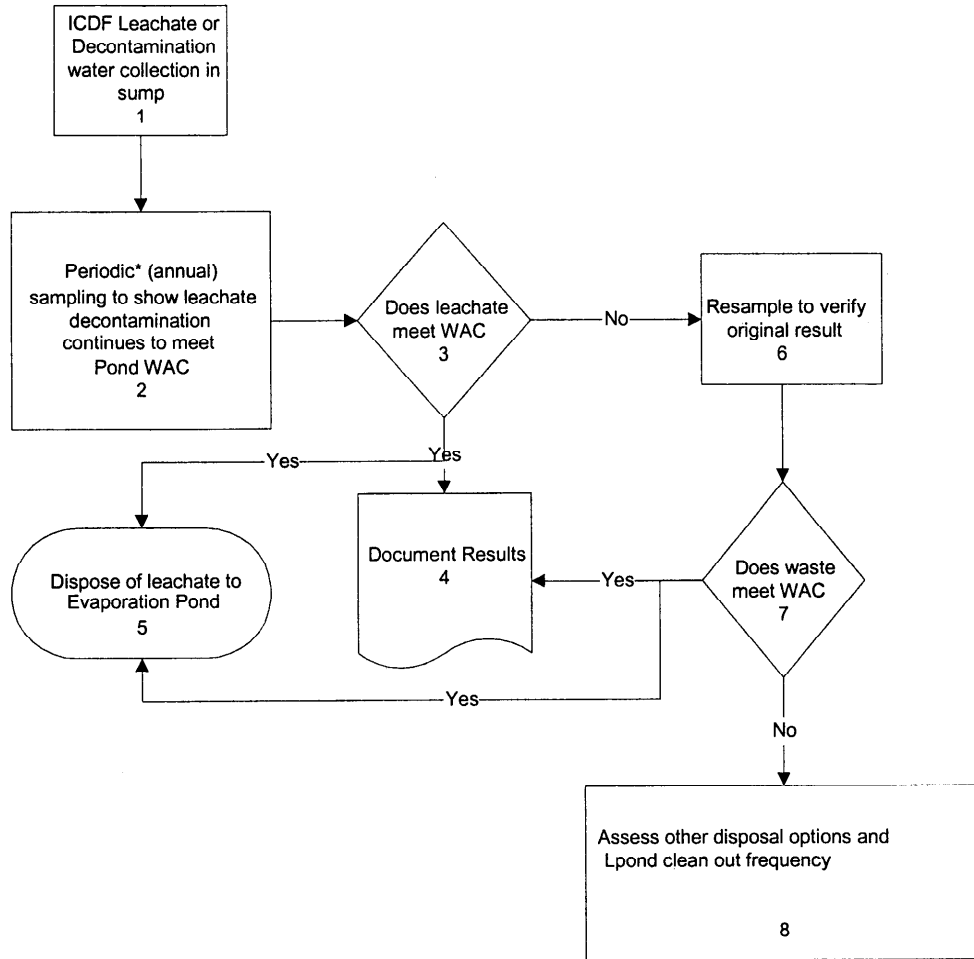 ICDF Leachate or
Decontamination
water collection in
sump
1
Periodic* (annual)
sampling to show leachate
decontamination
continues to meet
Pond WAC
2
Does leachate
meet WAC
3
No
Resample to verify
original result
6
Yes
Yes
Document Results
4
Dispose of leachate to
Evaporation Pond
5
Yes
Does waste
meet WAC
7
Yes
No
Assess other disposal options and
Lpond clean out frequency
8